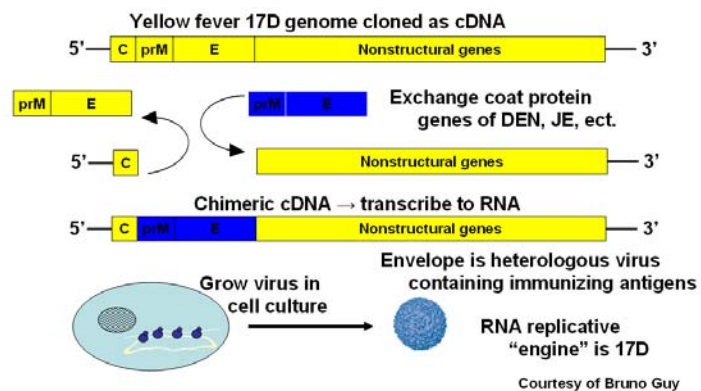 Yellow fever 17D genome cloned as cDNA
5’ C prM E Nonstructural genes 3’
prM E
prM E
Exchange coat protein
genes of DEN, JE, ect.
5’ C
Nonstructural genes 3’
Chimeric cDNA → transcribe to RNA
5’ C prM E Nonstructural genes 3’
Grow virus in
cell culture
Envelope is heterologous virus
containing immunizing antigens
RNA replicative
“engine” is 17D
Courtesy of Bruno Guy